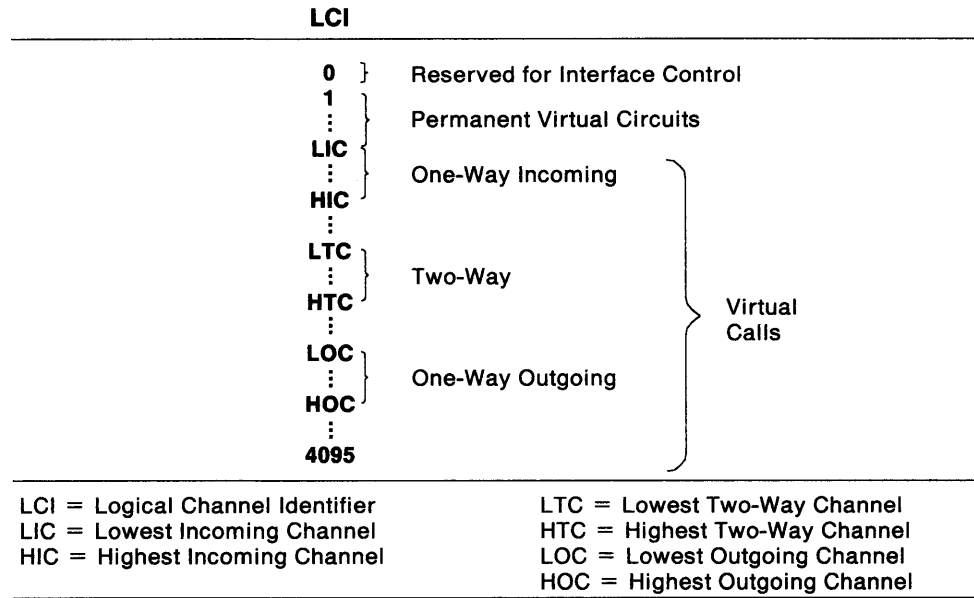 LCI
0 Reserved for Interface Control
1
Permanent Virtual Circuits
LIC
One-Way Incoming
HIC
LTC
Two-Way
HTC
Virtual
Calls
LOC
One-Way Outgoing
HOC
4095
LCI = Logical Channel Identifier
LIC = Lowest Incoming Channel
HIC = Highest Incoming Channel
LTC = Lowest Two-Way Channel
HTC = Highest Two-Way Channel
LOC = Lowest Outgoing Channel
HOC = Highest Outgoing Channel